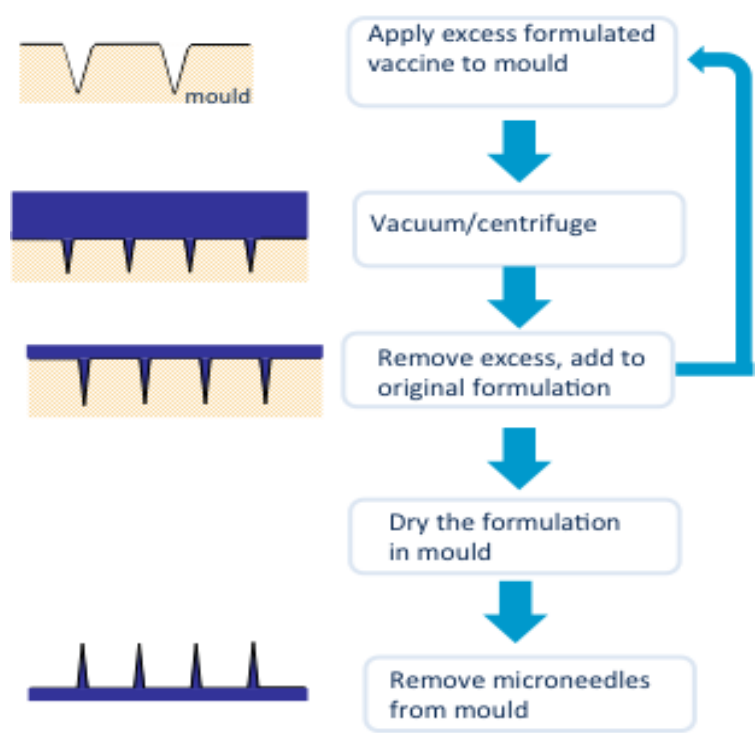 Apply excess formulated
vaccine to mould
mould
Vacuum/centrifuge
Remove excess, add to
original formulation
Dry the formulation
in mould
Remove microneedles
from mould